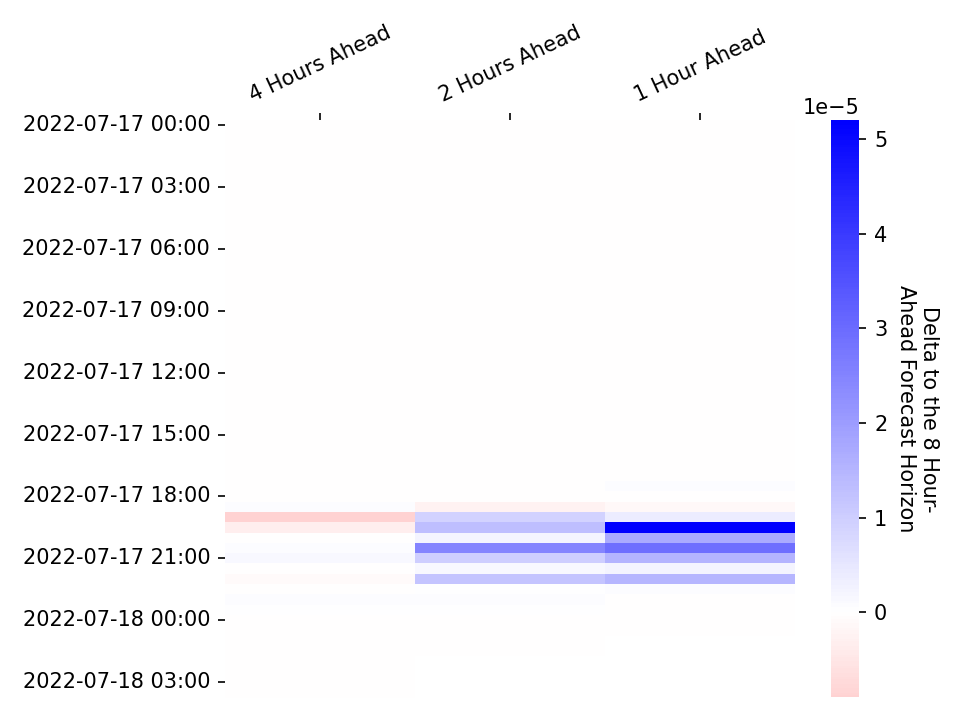 4 Hours Ahead
2 Hours Ahead
1 Hour Ahead
1e−5
2022-07-17 00:00
2022-07-17 03:00
2022-07-17 06:00
2022-07-17 09:00
2022-07-17 12:00
2022-07-17 15:00
2022-07-17 18:00
2022-07-17 21:00
2022-07-18 00:00
2022-07-18 03:00
5
4
3
2
1
0
Delta to the 8 Hour-
Ahead Forecast Horizon